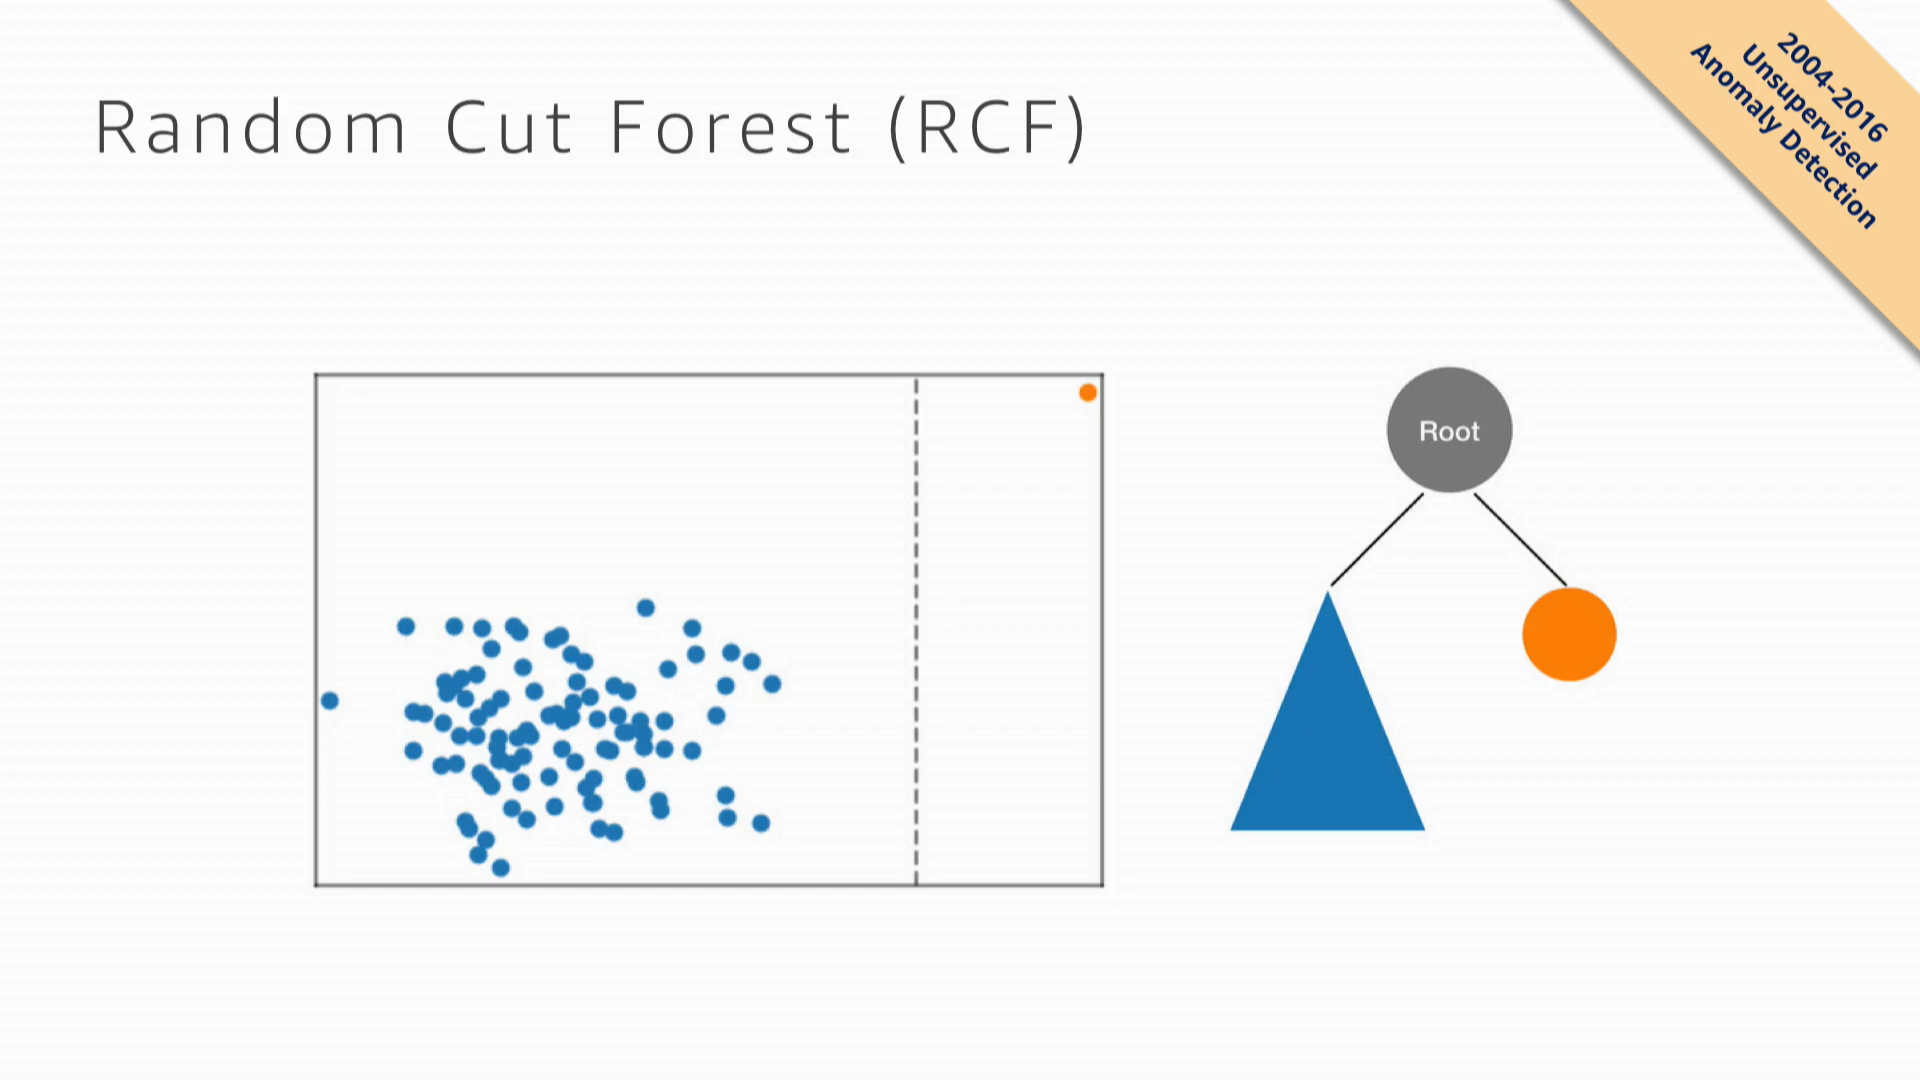 Random Cut Forest (RCF)
2004-2016
Unsupervised
Anomaly Detection
Root